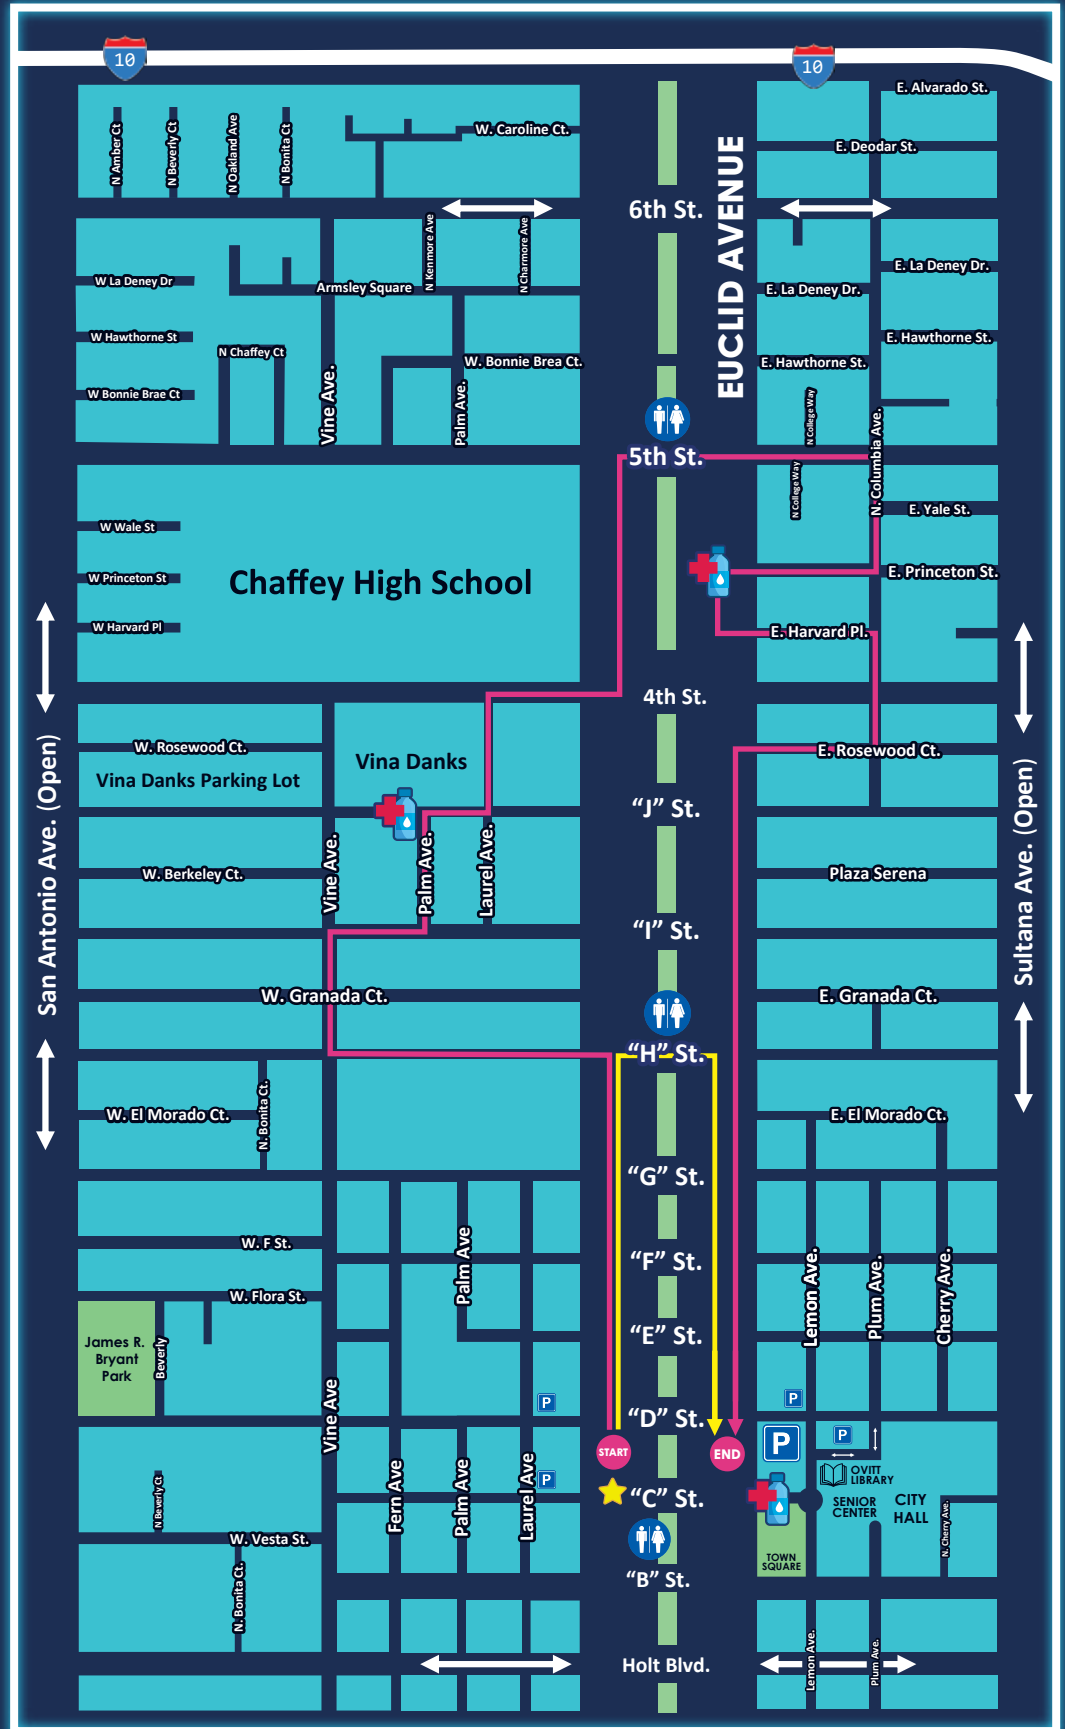 10
10
E. Alvarado St.
N Amber Ct
N Beverly Ct
N Oakland Ave
N Bonita Ct
W. Caroline Ct.
E. Deodar St.
6th St.
EUCLID AVENUE
N Kenmore Ave
N Charmore Ave
W La Deney Dr
Armsley Square
E. La Deney Dr.
E. La Deney Dr.
W Hawthorne St
N Chaffey Ct
W. Bonnie Brea Ct.
E. Hawthorne St.
E. Hawthorne St.
W Bonnie Brae Ct
Vine Ave.
Palm Ave.
N College Way
5th St.
N. Columbia Ave.
N College Way
E. Yale St.
W Wale St
W Princeton St
Chaffey High School
E. Princeton St.
W Harvard Pl
E. Harvard Pl.
4th St.
W. Rosewood Ct.
Vina Danks Parking Lot
Vina Danks
E. Rosewood Ct.
"J" St.
San Antonio Ave. (Open)
Sultana Ave. (Open)
W. Berkeley Ct.
Vine Ave.
Palm Ave.
Laurel Ave.
Plaza Serena
"I" St.
W. Granada Ct.
E. Granada Ct.
"H" St.
W. El Morado Ct.
N. Bonita Ct.
E. El Morado Ct.
"G" St.
W. F St.
Palm Ave
"F" St.
W. Flora St.
Lemon Ave.
Plum Ave.
Cherry Ave.
James R.
Bryant
Park
Beverly
"E" St.
Vine Ave
P
P
"D" St.
START
END
P
P
P
OVITT
LIBRARY
N Beverly Ct
Fern Ave
Palm Ave
Laurel Ave
"C" St.
SENIOR
CENTER
CITY
HALL
N. Cherry Ave.
W. Vesta St.
N. Bonita Ct.
TOWN
SQUARE
"B" St.
Holt Blvd.
Lemon Ave.
Plum Ave.